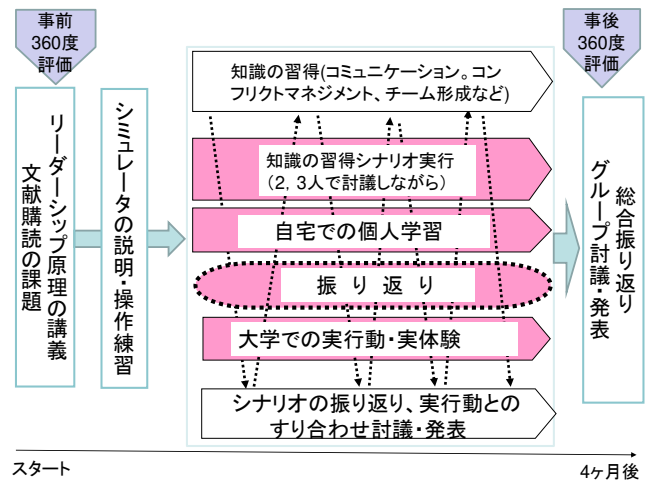 事前
360度
評価
リーダーシップ原理の講義
文献購読の課題
シミュレータの説明・操作練習
知識の習得(コミュニケーション。コン
フリクトマネジメント、チーム形成など)
知識の習得シナリオ実行
(2, 3人で討議しながら)
自宅での個人学習
振 り 返 り
大学での実行動・実体験
シナリオの振り返り、実行動との
すり合わせ討議・発表
事後
360度
評価
総合振り返り
グループ討議・発表
スタート
4ヶ月後